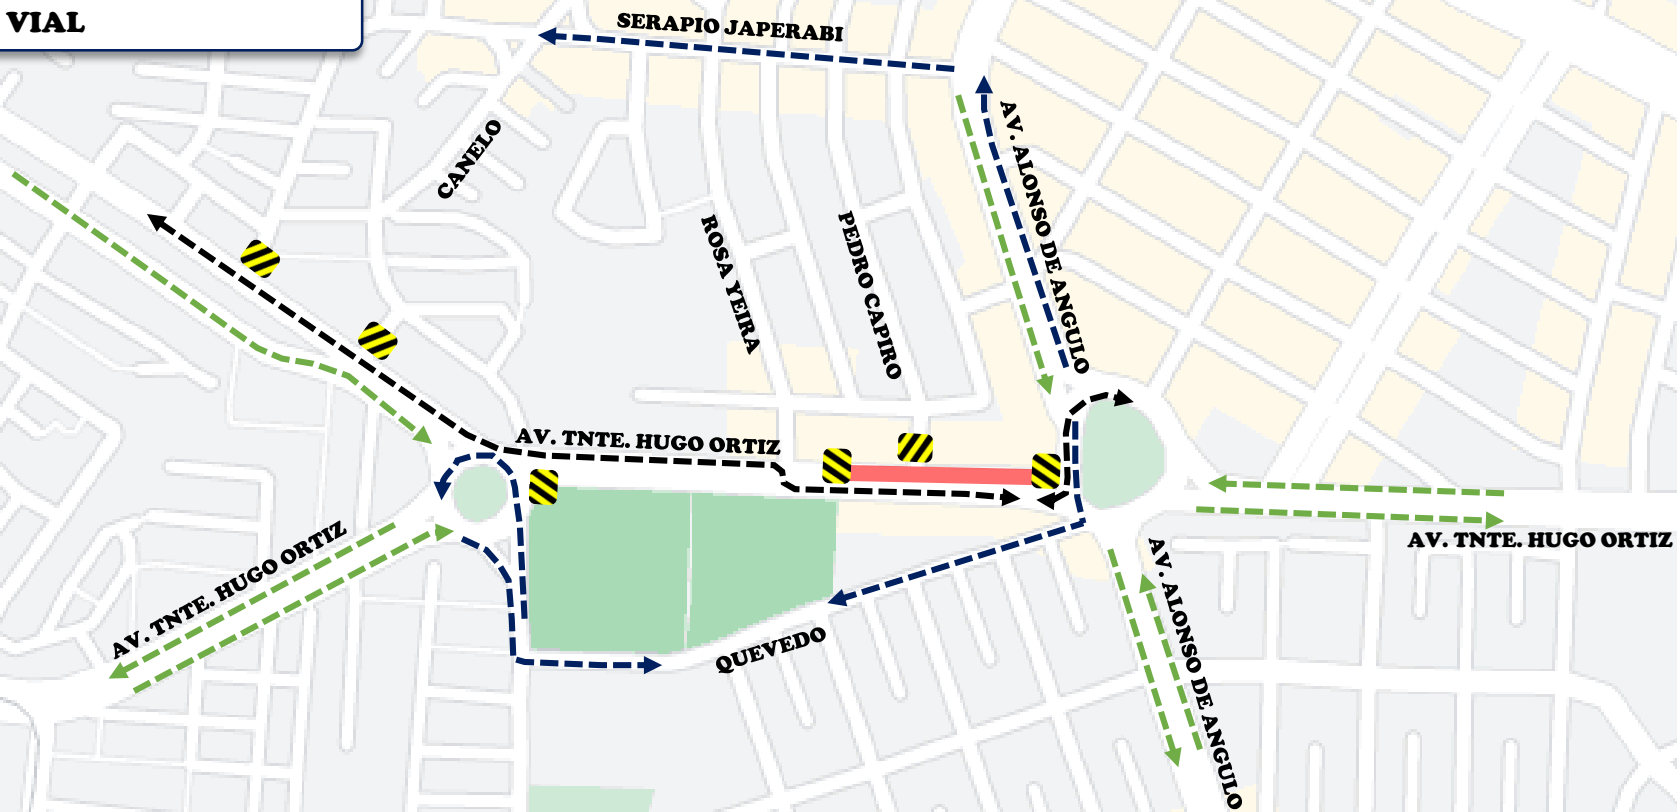 VIAL
SERAPIO JAPERABI
CANELO
AV. ALONSO DE ANGULO
ROSA YEIRA
PEDRO CAPIRO
AV. TNTE. HUGO ORTIZ
AV. TNTE. HUGO ORTIZ
AV. TNTE. HUGO ORTIZ
QUEVEDO
AV. ALONSO DE ANGULO